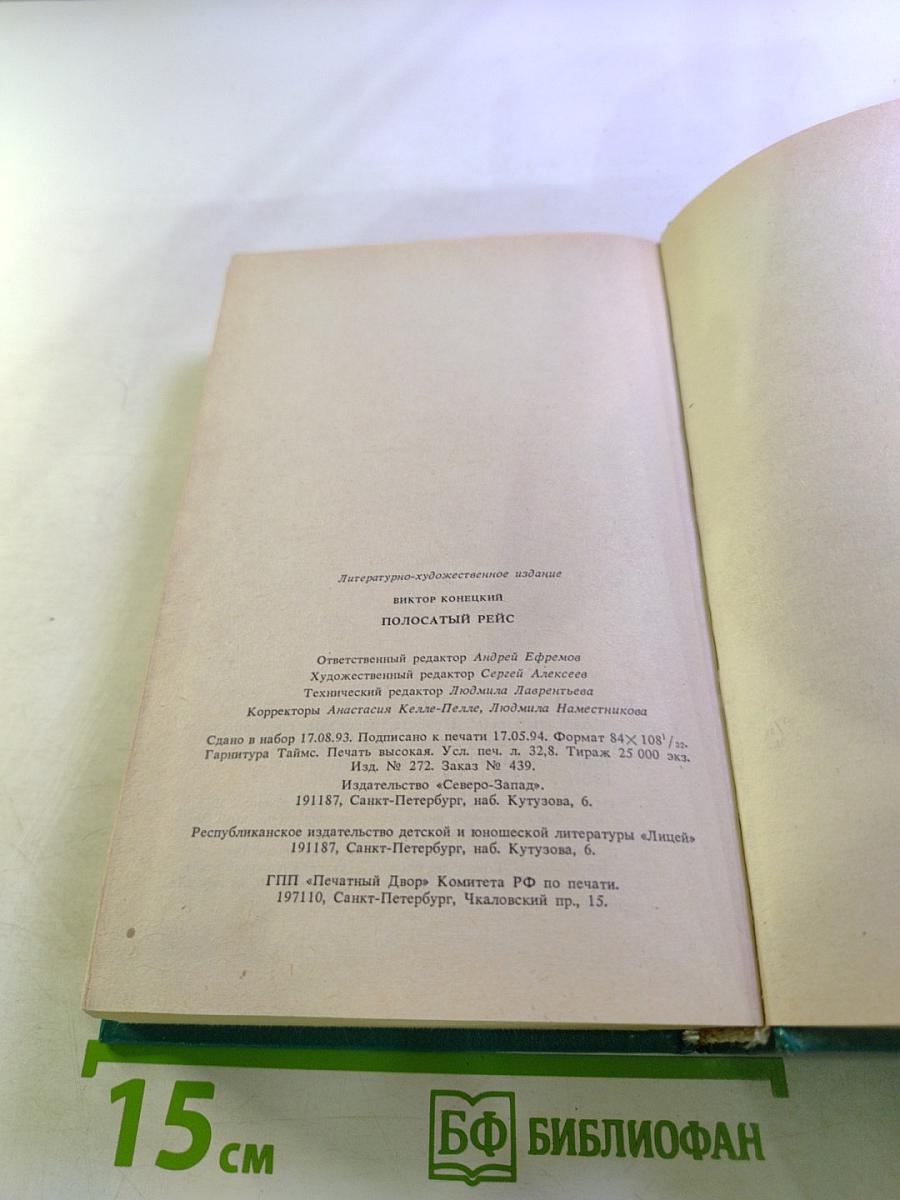 Литературно-художественное издание
ВИКТОР КОНЕЦКИЙ
ПОЛОСАТЫЙ РЕЙС
Ответственный редактор Андрей Ефремов
Художественный редактор Сергей Алексеев
Технический редактор Людмила Лаврентьева
Корректоры Анастасия Келле-Пелле, Людмила Наместникова
Сдано в набор 17.08.93. Подписано к печати 17.05.94. Формат 84×108¹/₃₂.
Гарнитура Таймс. Печать высокая. Усл. печ. л. 32,8. Тираж 25 000 экз.
Изд. № 272. Заказ № 439.
Издательство «Северо-Запад».
191187, Санкт-Петербург, наб. Кутузова, 6.
Республиканское издательство детской и юношеской литературы «Лицей»
191187, Санкт-Петербург, наб. Кутузова, 6.
ГПП «Печатный Двор» Комитета РФ по печати.
197110, Санкт-Петербург, Чкаловский пр., 15.
15 см
БФ БИБЛИОФАН